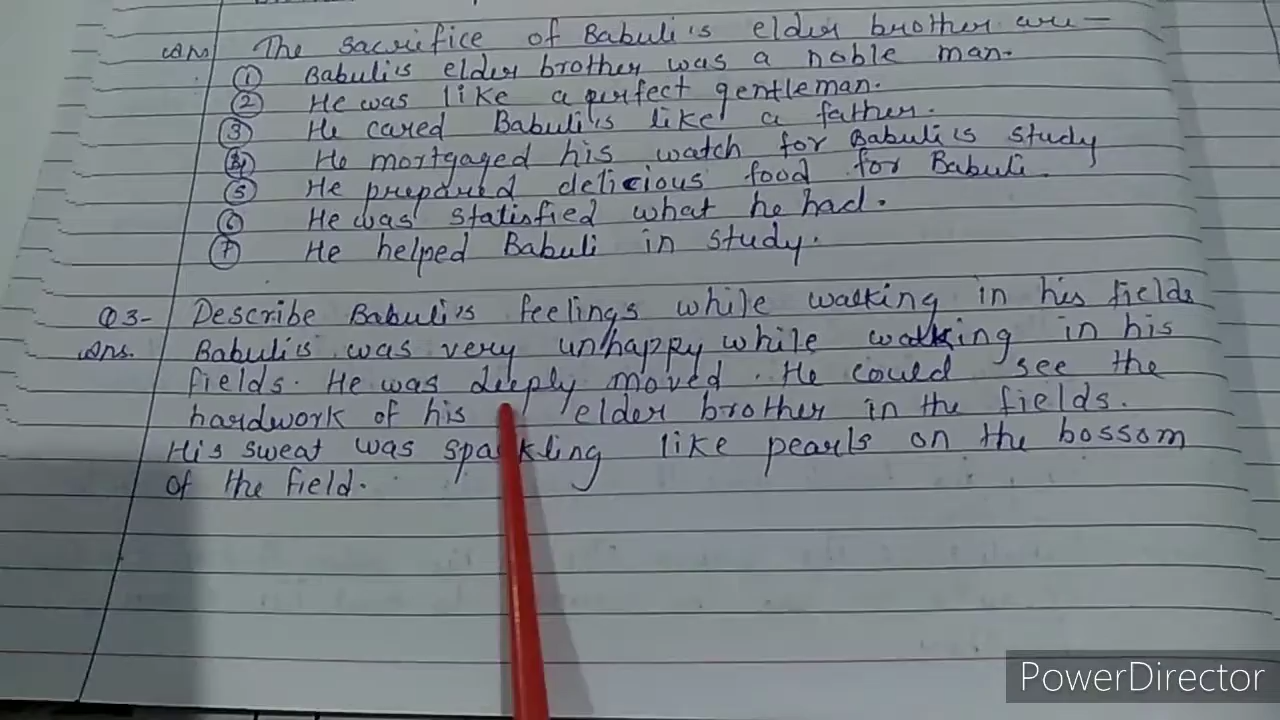 Ans The sacrifice of Babuli's elder brother are-
① Babuli's elder brother was a noble man.
② He was like a perfect gentleman.
③ He cared Babuli's like a father.
④ He mortgaged his watch for Babuli's study
⑤ He prepared delicious food for Babuli.
⑥ He was statisfied what he had.
⑦ He helped Babuli in study.
Q3- Describe Babuli's feelings while walking in his fields
Ans. Babuli's was very unhappy while walking in his
fields. He was deeply moved. He could see the
hardwork of his elder brother in the fields.
His sweat was sparkling like pearls on the bossom
of the field.
PowerDirector